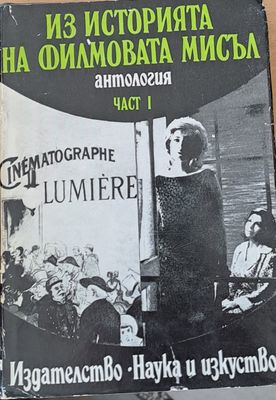 ИЗ ИСТОРИЯТА
НА ФИЛМОВАТА МИСЪЛ
антология
ЧАСТ I
CINÉMATOGRAPHE
LUMIÈRE
Издателство · Наука и изкуство